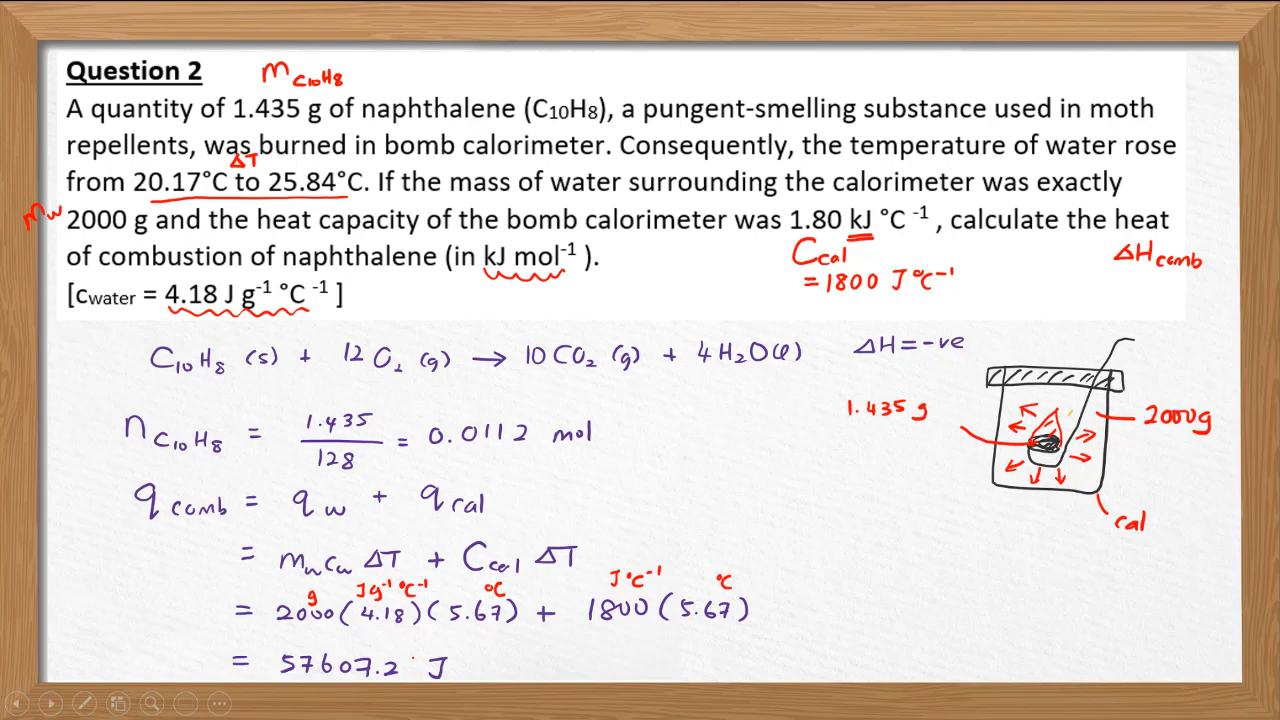 Question 2
m C10H8
A quantity of 1.435 g of naphthalene (C10H8), a pungent-smelling substance used in moth
repellents, was burned in bomb calorimeter. Consequently, the temperature of water rose
ΔT
from 20.17°C to 25.84°C. If the mass of water surrounding the calorimeter was exactly
mw
2000 g and the heat capacity of the bomb calorimeter was 1.80 kJ °C -1 , calculate the heat
of combustion of naphthalene (in kJ mol-1 ).
Ccal
= 1800 J °C-1
ΔHcomb
[cwater = 4.18 J g-1 °C -1 ]
C10H8 (s) + 12 O2 (g) → 10 CO2 (g) + 4 H2O(l)
ΔH = -ve
n C10H8 = 1.435 / 128 = 0.0112 mol
1.435 g
2000g
cal
q comb = q w + q cal
= mw cw ΔT + Ccal ΔT
g J g-1 °C-1 °C J °C-1 °C
= 2000 (4.18) (5.67) + 1800 (5.67)
= 57607.2 J